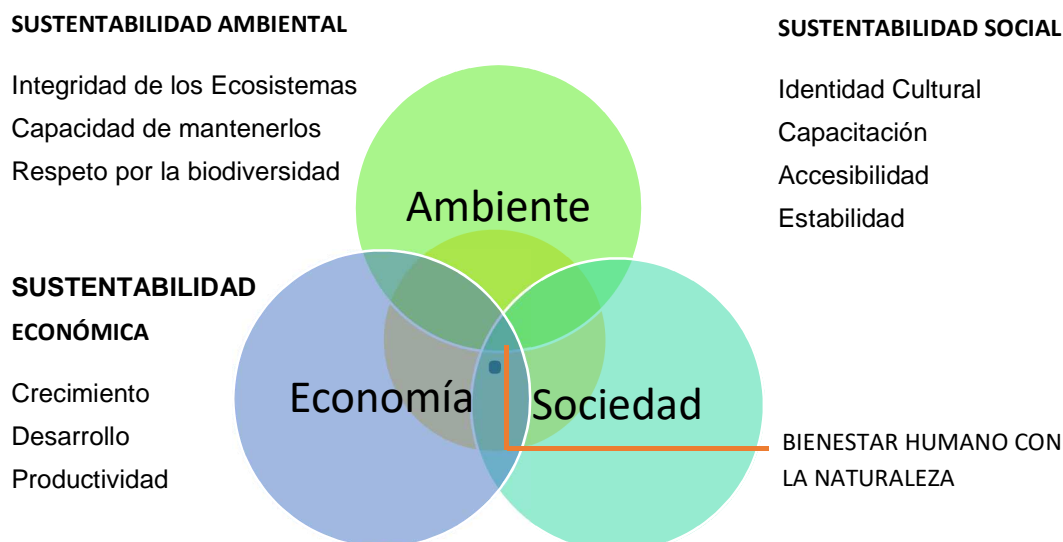 SUSTENTABILIDAD AMBIENTAL
Integridad de los Ecosistemas
Capacidad de mantenerlos
Respeto por la biodiversidad
SUSTENTABILIDAD SOCIAL
Identidad Cultural
Capacitación
Accesibilidad
Estabilidad
Ambiente
SUSTENTABILIDAD
ECONÓMICA
Crecimiento
Desarrollo
Productividad
Economía
Sociedad
BIENESTAR HUMANO CON
LA NATURALEZA